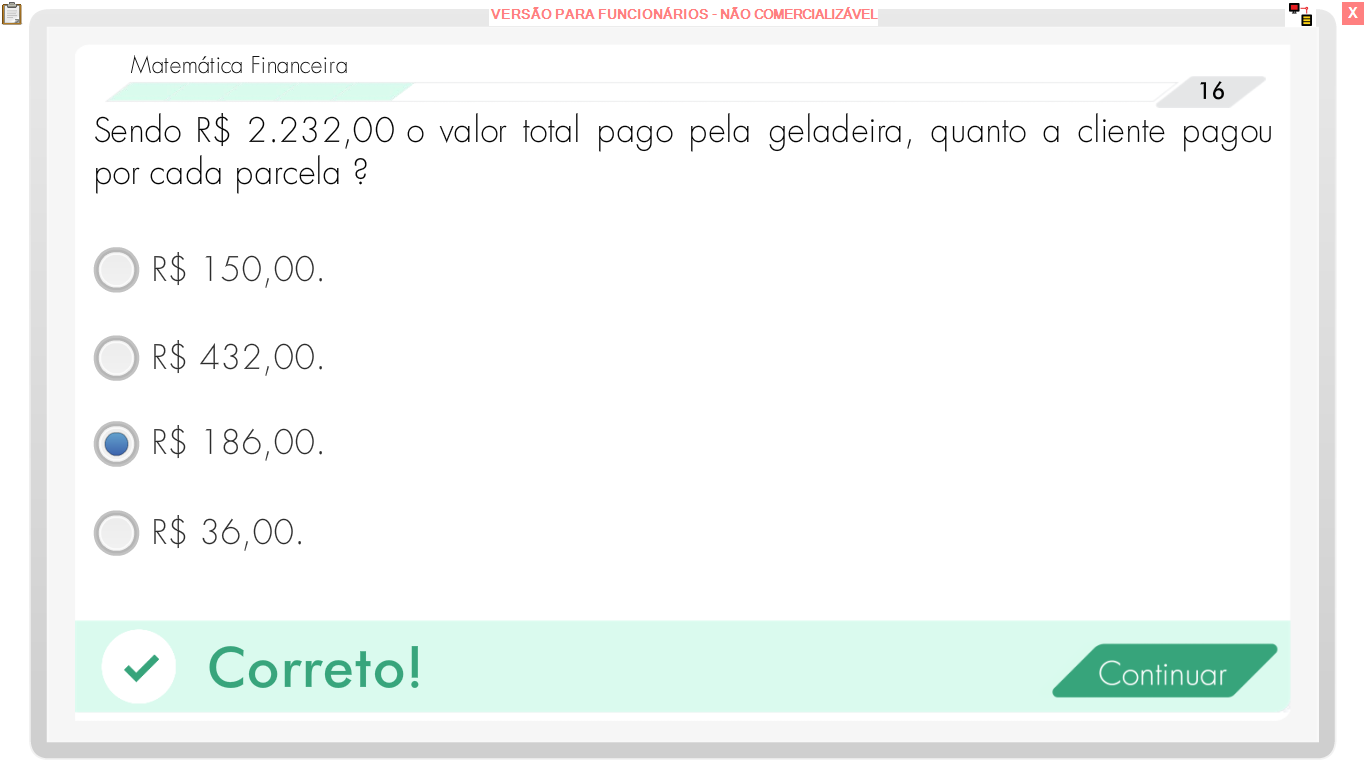 VERSÃO PARA FUNCIONÁRIOS - NÃO COMERCIALIZÁVEL
X
Matemática Financeira
16
Sendo R$ 2.232,00 o valor total pago pela geladeira, quanto a cliente pagou
por cada parcela ?
R$ 150,00.
R$ 432,00.
R$ 186,00.
R$ 36,00.
Correto!
Continuar